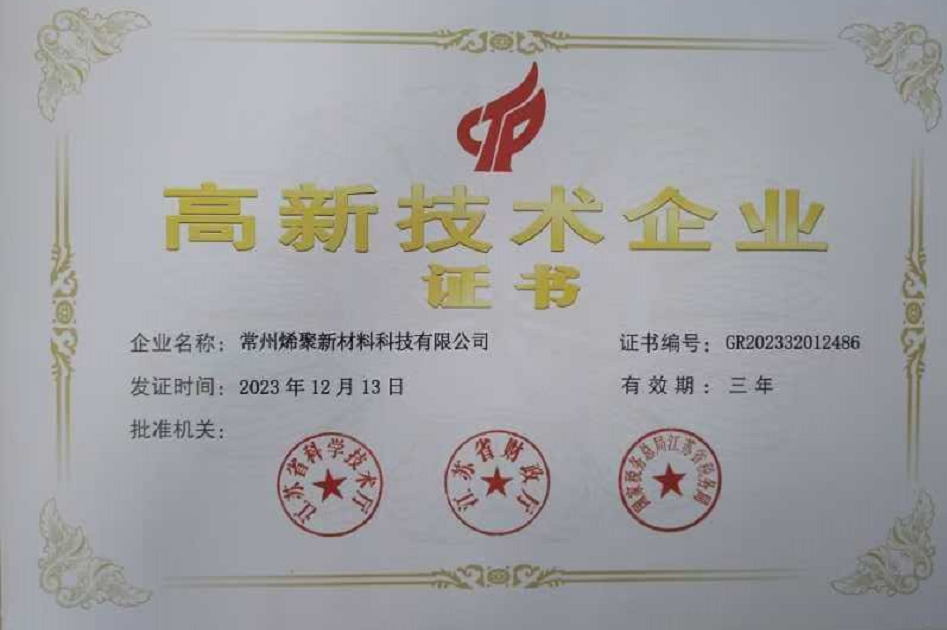 CTP
高新技术企业
证书
企业名称：常州烯聚新材料科技有限公司
证书编号：GR202332012486
发证时间：2023年12月13日
有效期：三年
批准机关：
江苏省科学技术厅
江苏省财政厅
国家税务总局江苏省税务局